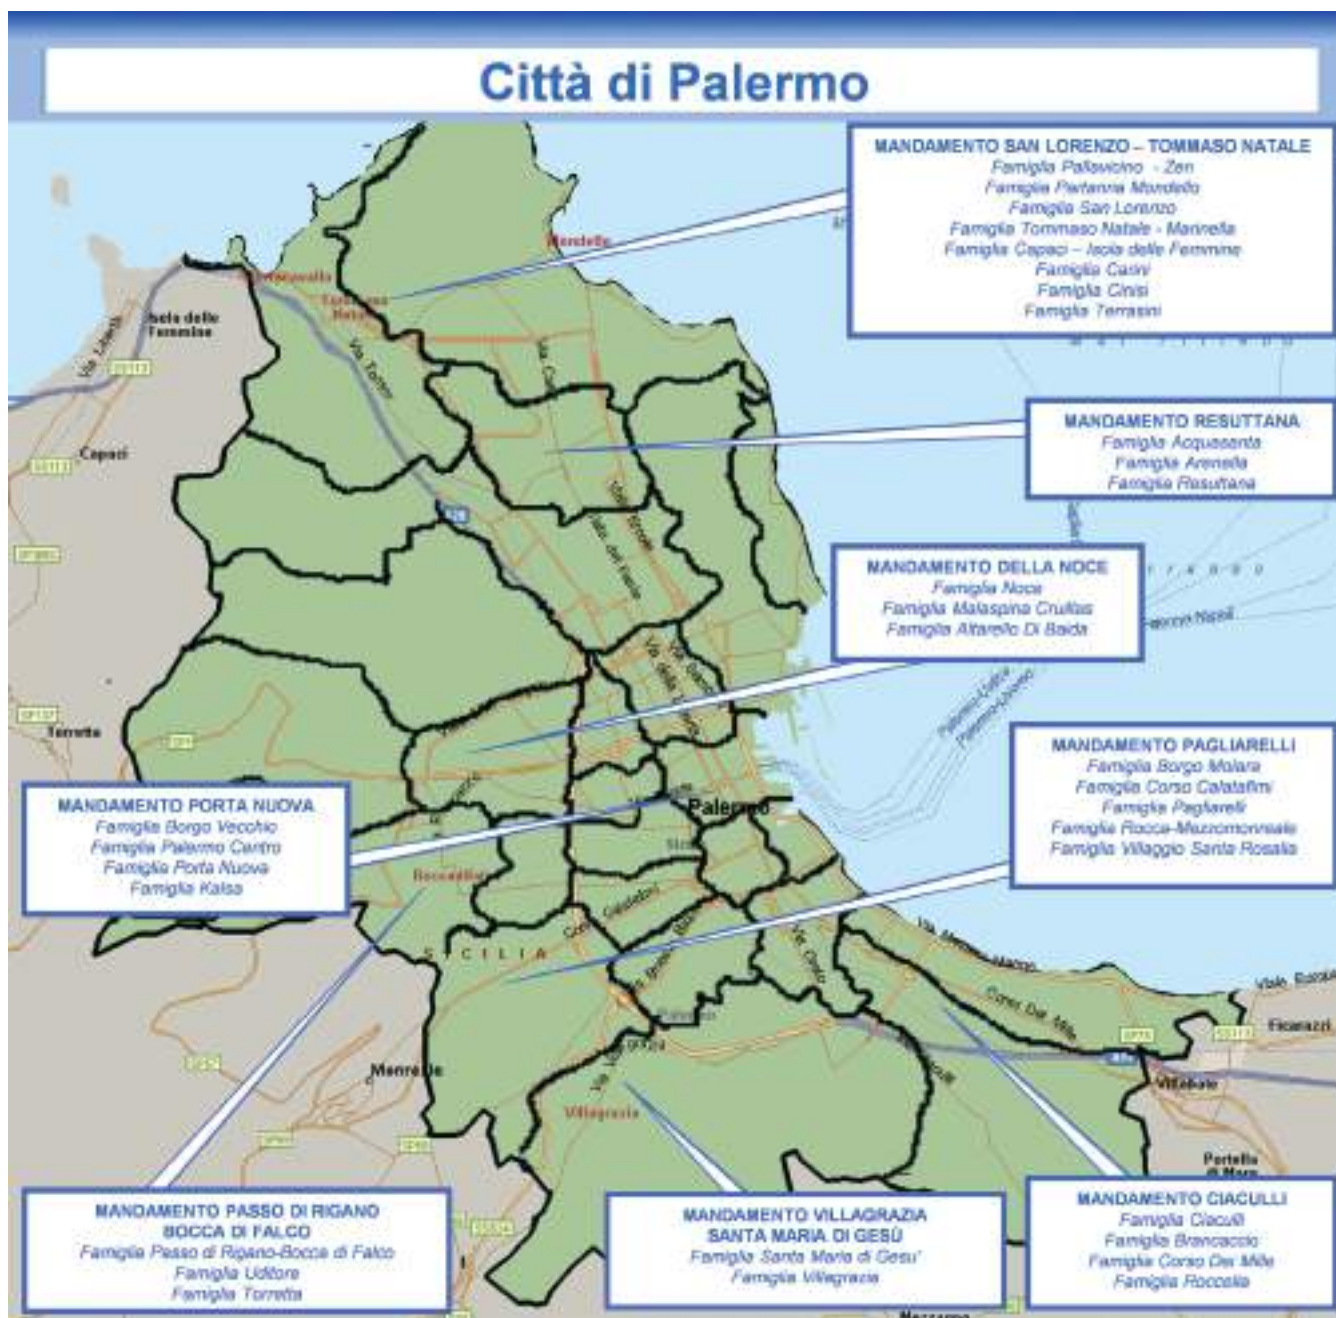 Città di Palermo
MANDAMENTO SAN LORENZO – TOMMASO NATALE
Famiglia Pallavicino - Zen
Famiglia Partanna Mondello
Famiglia San Lorenzo
Famiglia Tommaso Natale - Marinella
Famiglia Capaci – Isola delle Femmine
Famiglia Carini
Famiglia Cinisi
Famiglia Terrasini
Mondello
Isola delle
Femmine
Capaci
MANDAMENTO RESUTTANA
Famiglia Acquasanta
Famiglia Arenella
Famiglia Resuttana
MANDAMENTO DELLA NOCE
Famiglia Noce
Famiglia Malaspina Cruillas
Famiglia Altarello Di Baida
Torretta
MANDAMENTO PAGLIARELLI
Famiglia Borgo Molara
Famiglia Corso Calatafimi
Famiglia Pagliarelli
Famiglia Rocca-Mezzomonreale
Famiglia Villaggio Santa Rosalia
MANDAMENTO PORTA NUOVA
Famiglia Borgo Vecchio
Famiglia Palermo Centro
Famiglia Porta Nuova
Famiglia Kalsa
Palermo
SICILIA
Corso Dei Mille
Ficarazzi
Monreale
Villabate
Villagrazia
Portella
di Mare
MANDAMENTO PASSO DI RIGANO
BOCCA DI FALCO
Famiglia Passo di Rigano-Bocca di Falco
Famiglia Uditore
Famiglia Torretta
MANDAMENTO VILLAGRAZIA
SANTA MARIA DI GESÙ
Famiglia Santa Maria di Gesu'
Famiglia Villagrazia
MANDAMENTO CIACULLI
Famiglia Ciaculli
Famiglia Brancaccio
Famiglia Corso Dei Mille
Famiglia Roccella